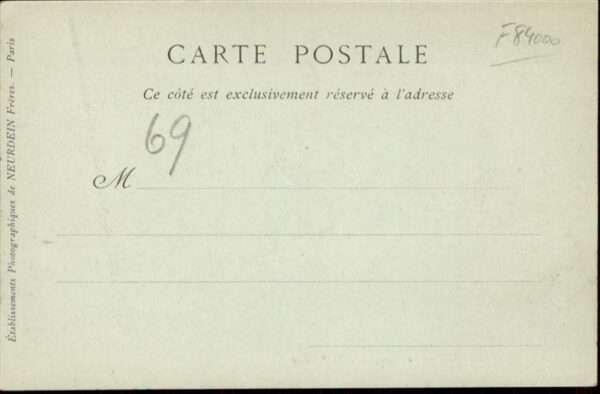 CARTE POSTALE
F84000
Ce côté est exclusivement réservé à l'adresse
69
M
Établissements Photographiques de NEURDEIN Frères. — Paris